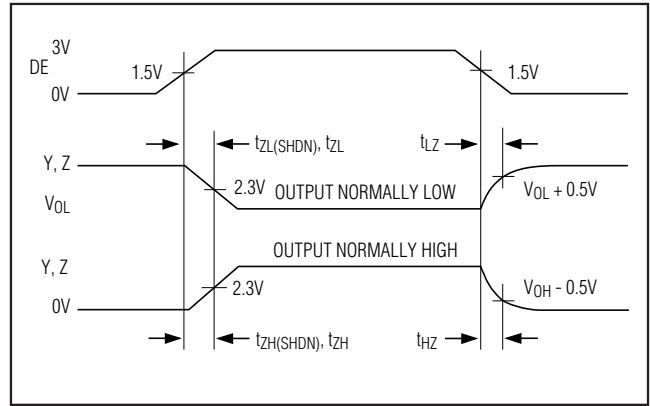 3V
DE
1.5V
1.5V
0V
tZL(SHDN), tZL
tLZ
Y, Z
2.3V
OUTPUT NORMALLY LOW
VOL + 0.5V
VOL
OUTPUT NORMALLY HIGH
Y, Z
2.3V
VOH - 0.5V
0V
tZH(SHDN), tZH
tHZ